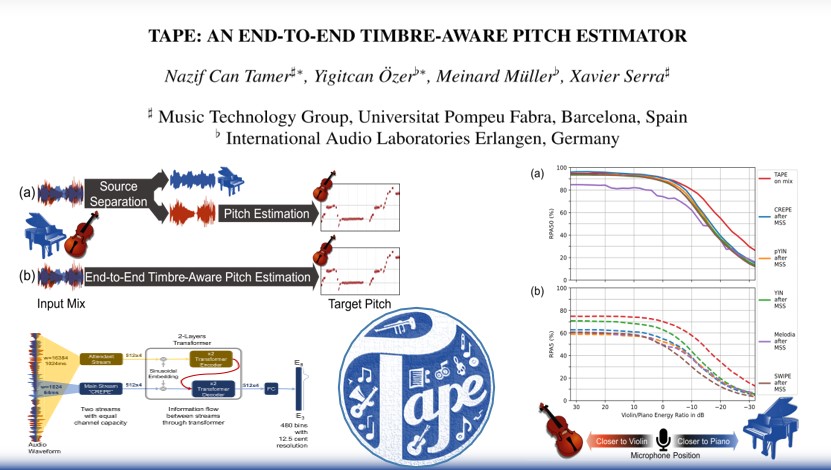 TAPE: AN END-TO-END TIMBRE-AWARE PITCH ESTIMATOR
Nazif Can Tamer♯*, Yigitcan Özer♭*, Meinard Müller♭, Xavier Serra♯
♯ Music Technology Group, Universitat Pompeu Fabra, Barcelona, Spain
♭ International Audio Laboratories Erlangen, Germany
(a)
Source
Separation
Pitch Estimation
(b)
End-to-End Timbre-Aware Pitch Estimation
Input Mix
Target Pitch
2-Layers
Transformer
w=16384
1024ms
Attendant
Stream
512x4
Sinusoidal
Embedding
x2
Transformer
Encoder
w=1024
64ms
Main Stream
"CREPE"
512x4
x2
Transformer
Decoder
512x4
FC
E₃
Two streams
with equal
channel capacity
Information flow
between streams
through transformer
480 bins
with
12.5 cent
resolution
Audio
Waveform
Tape
(a)
RPA50 (%)
100
80
60
40
20
0
(b)
RPA5 (%)
100
80
60
40
20
0
30
20
10
0
−10
−20
−30
Violin/Piano Energy Ratio in dB
TAPE
on mix
CREPE
after
MSS
pYIN
after
MSS
YIN
after
MSS
Melodia
after
MSS
SWIPE
after
MSS
Closer to Violin
Closer to Piano
Microphone Position